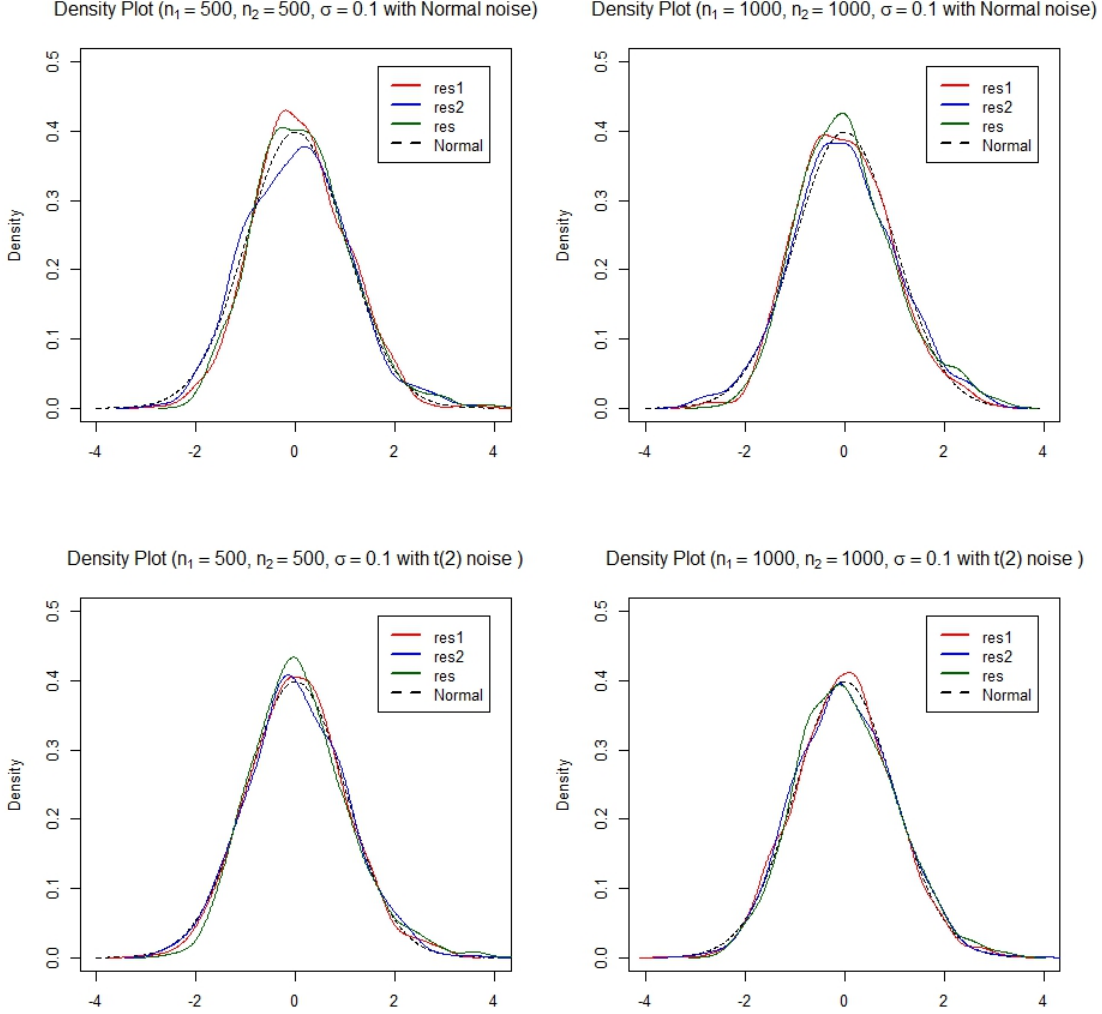 Density Plot (n₁ = 500, n₂ = 500, σ = 0.1 with Normal noise)
0.5
0.4
0.3
0.2
0.1
0.0
Density
res1
res2
res
Normal
-4
-2
0
2
4
Density Plot (n₁ = 1000, n₂ = 1000, σ = 0.1 with Normal noise)
0.5
0.4
0.3
0.2
0.1
0.0
Density
res1
res2
res
Normal
-4
-2
0
2
4
Density Plot (n₁ = 500, n₂ = 500, σ = 0.1 with t(2) noise )
0.5
0.4
0.3
0.2
0.1
0.0
Density
res1
res2
res
Normal
-4
-2
0
2
4
Density Plot (n₁ = 1000, n₂ = 1000, σ = 0.1 with t(2) noise )
0.5
0.4
0.3
0.2
0.1
0.0
Density
res1
res2
res
Normal
-4
-2
0
2
4